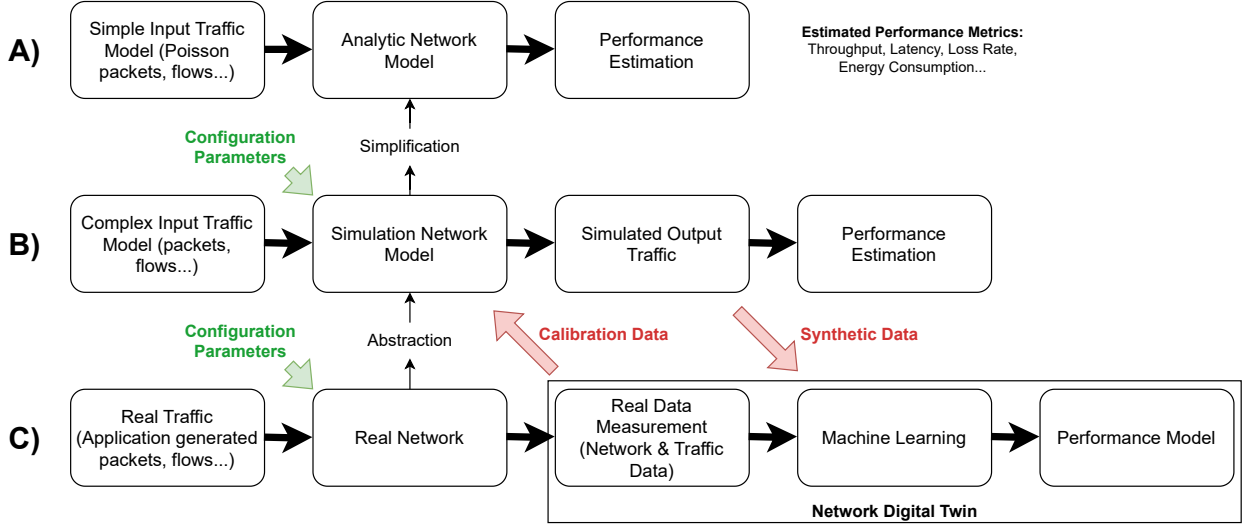 A)
Simple Input Traffic
Model (Poisson
packets, flows...)
Analytic Network
Model
Performance
Estimation
Estimated Performance Metrics:
Throughput, Latency, Loss Rate,
Energy Consumption...
Configuration
Parameters
Simplification
B)
Complex Input Traffic
Model (packets,
flows...)
Simulation Network
Model
Simulated Output
Traffic
Performance
Estimation
Configuration
Parameters
Abstraction
Calibration Data
Synthetic Data
C)
Real Traffic
(Application generated
packets, flows...)
Real Network
Real Data
Measurement
(Network & Traffic
Data)
Machine Learning
Performance Model
Network Digital Twin